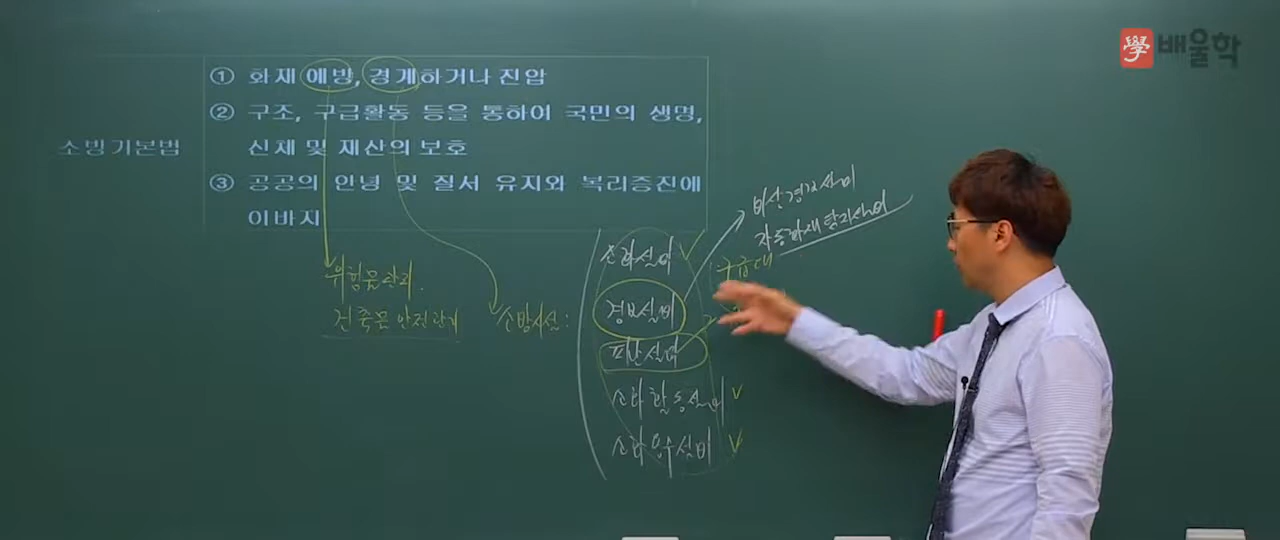 學 배울학
소방기본법
① 화재 예방, 경계하거나 진압
② 구조, 구급활동 등을 통하여 국민의 생명,
신체 및 재산의 보호
③ 공공의 안녕 및 질서 유지와 복리증진에
이바지
위험물관리.
건축물 안전관리
소방시설:
소화설비
경보설비
피난설비
소화활동설비
소화용수설비
비상경보설비
자동화재탐지설비